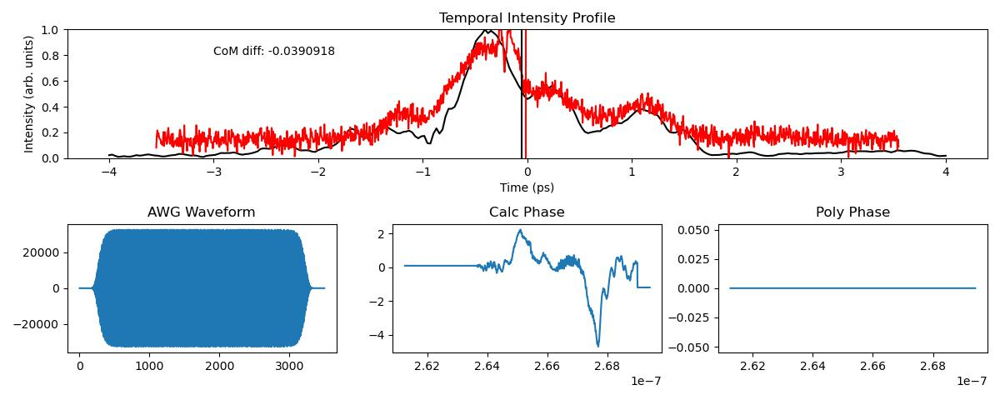 Temporal Intensity Profile
Intensity (arb. units)
1.0
0.8
0.6
0.4
0.2
0.0
CoM diff: -0.0390918
−4 −3 −2 −1 0 1 2 3 4
Time (ps)
AWG Waveform
20000
0
−20000
0 1000 2000 3000
Calc Phase
2
0
−2
−4
2.62 2.64 2.66 2.68
1e−7
Poly Phase
0.050
0.025
0.000
−0.025
−0.050
2.62 2.64 2.66 2.68
1e−7